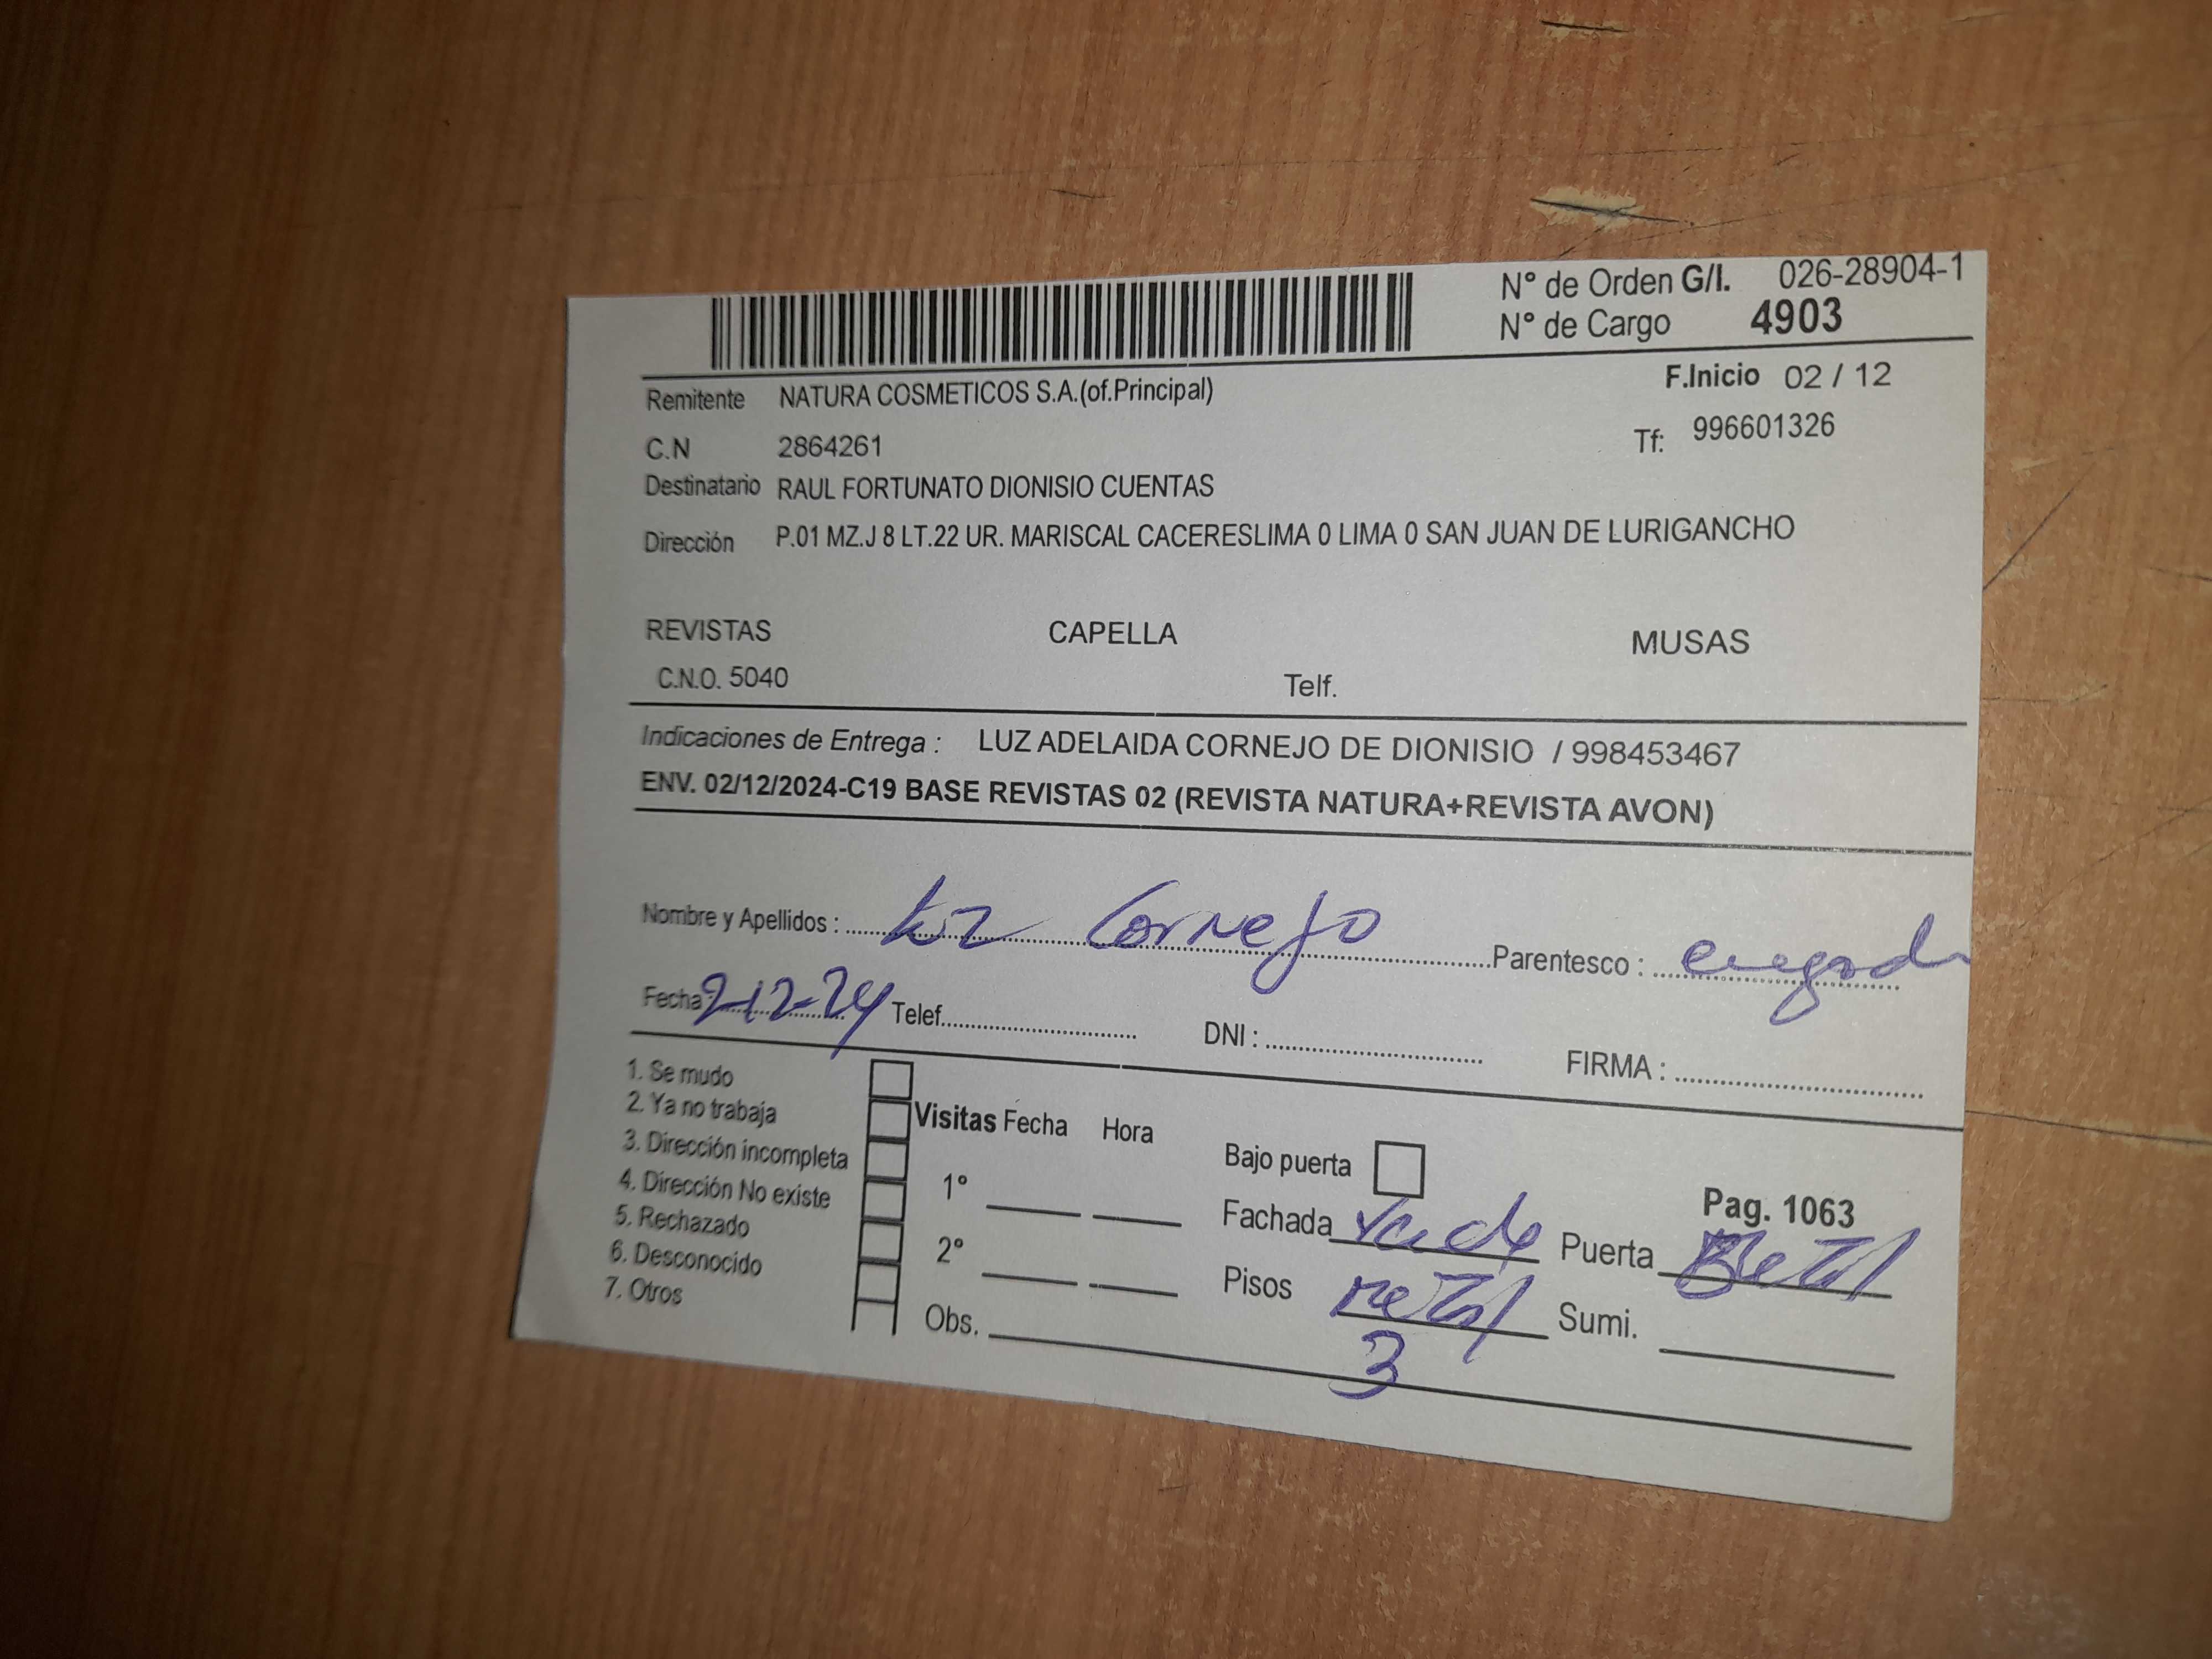 N° de Orden G/I. 026-28904-1
N° de Cargo 4903
F.Inicio 02 / 12
Remitente NATURA COSMETICOS S.A.(of.Principal)
C.N 2864261
Tf: 996601326
Destinatario RAUL FORTUNATO DIONISIO CUENTAS
Dirección P.01 MZ.J 8 LT.22 UR. MARISCAL CACERESLIMA 0 LIMA 0 SAN JUAN DE LURIGANCHO
REVISTAS CAPELLA MUSAS
C.N.O. 5040 Telf.
Indicaciones de Entrega : LUZ ADELAIDA CORNEJO DE DIONISIO / 998453467
ENV. 02/12/2024-C19 BASE REVISTAS 02 (REVISTA NATURA+REVISTA AVON)
Nombre y Apellidos : Luz Cornejo Parentesco :
Fecha: 2-12-24 Telef. DNI : FIRMA :
1. Se mudo
2. Ya no trabaja
3. Dirección incompleta
4. Dirección No existe
5. Rechazado
6. Desconocido
7. Otros
Visitas Fecha Hora
1°
2°
Obs.
Bajo puerta
Pag. 1063
Fachada Puerta
Pisos Sumi.
3